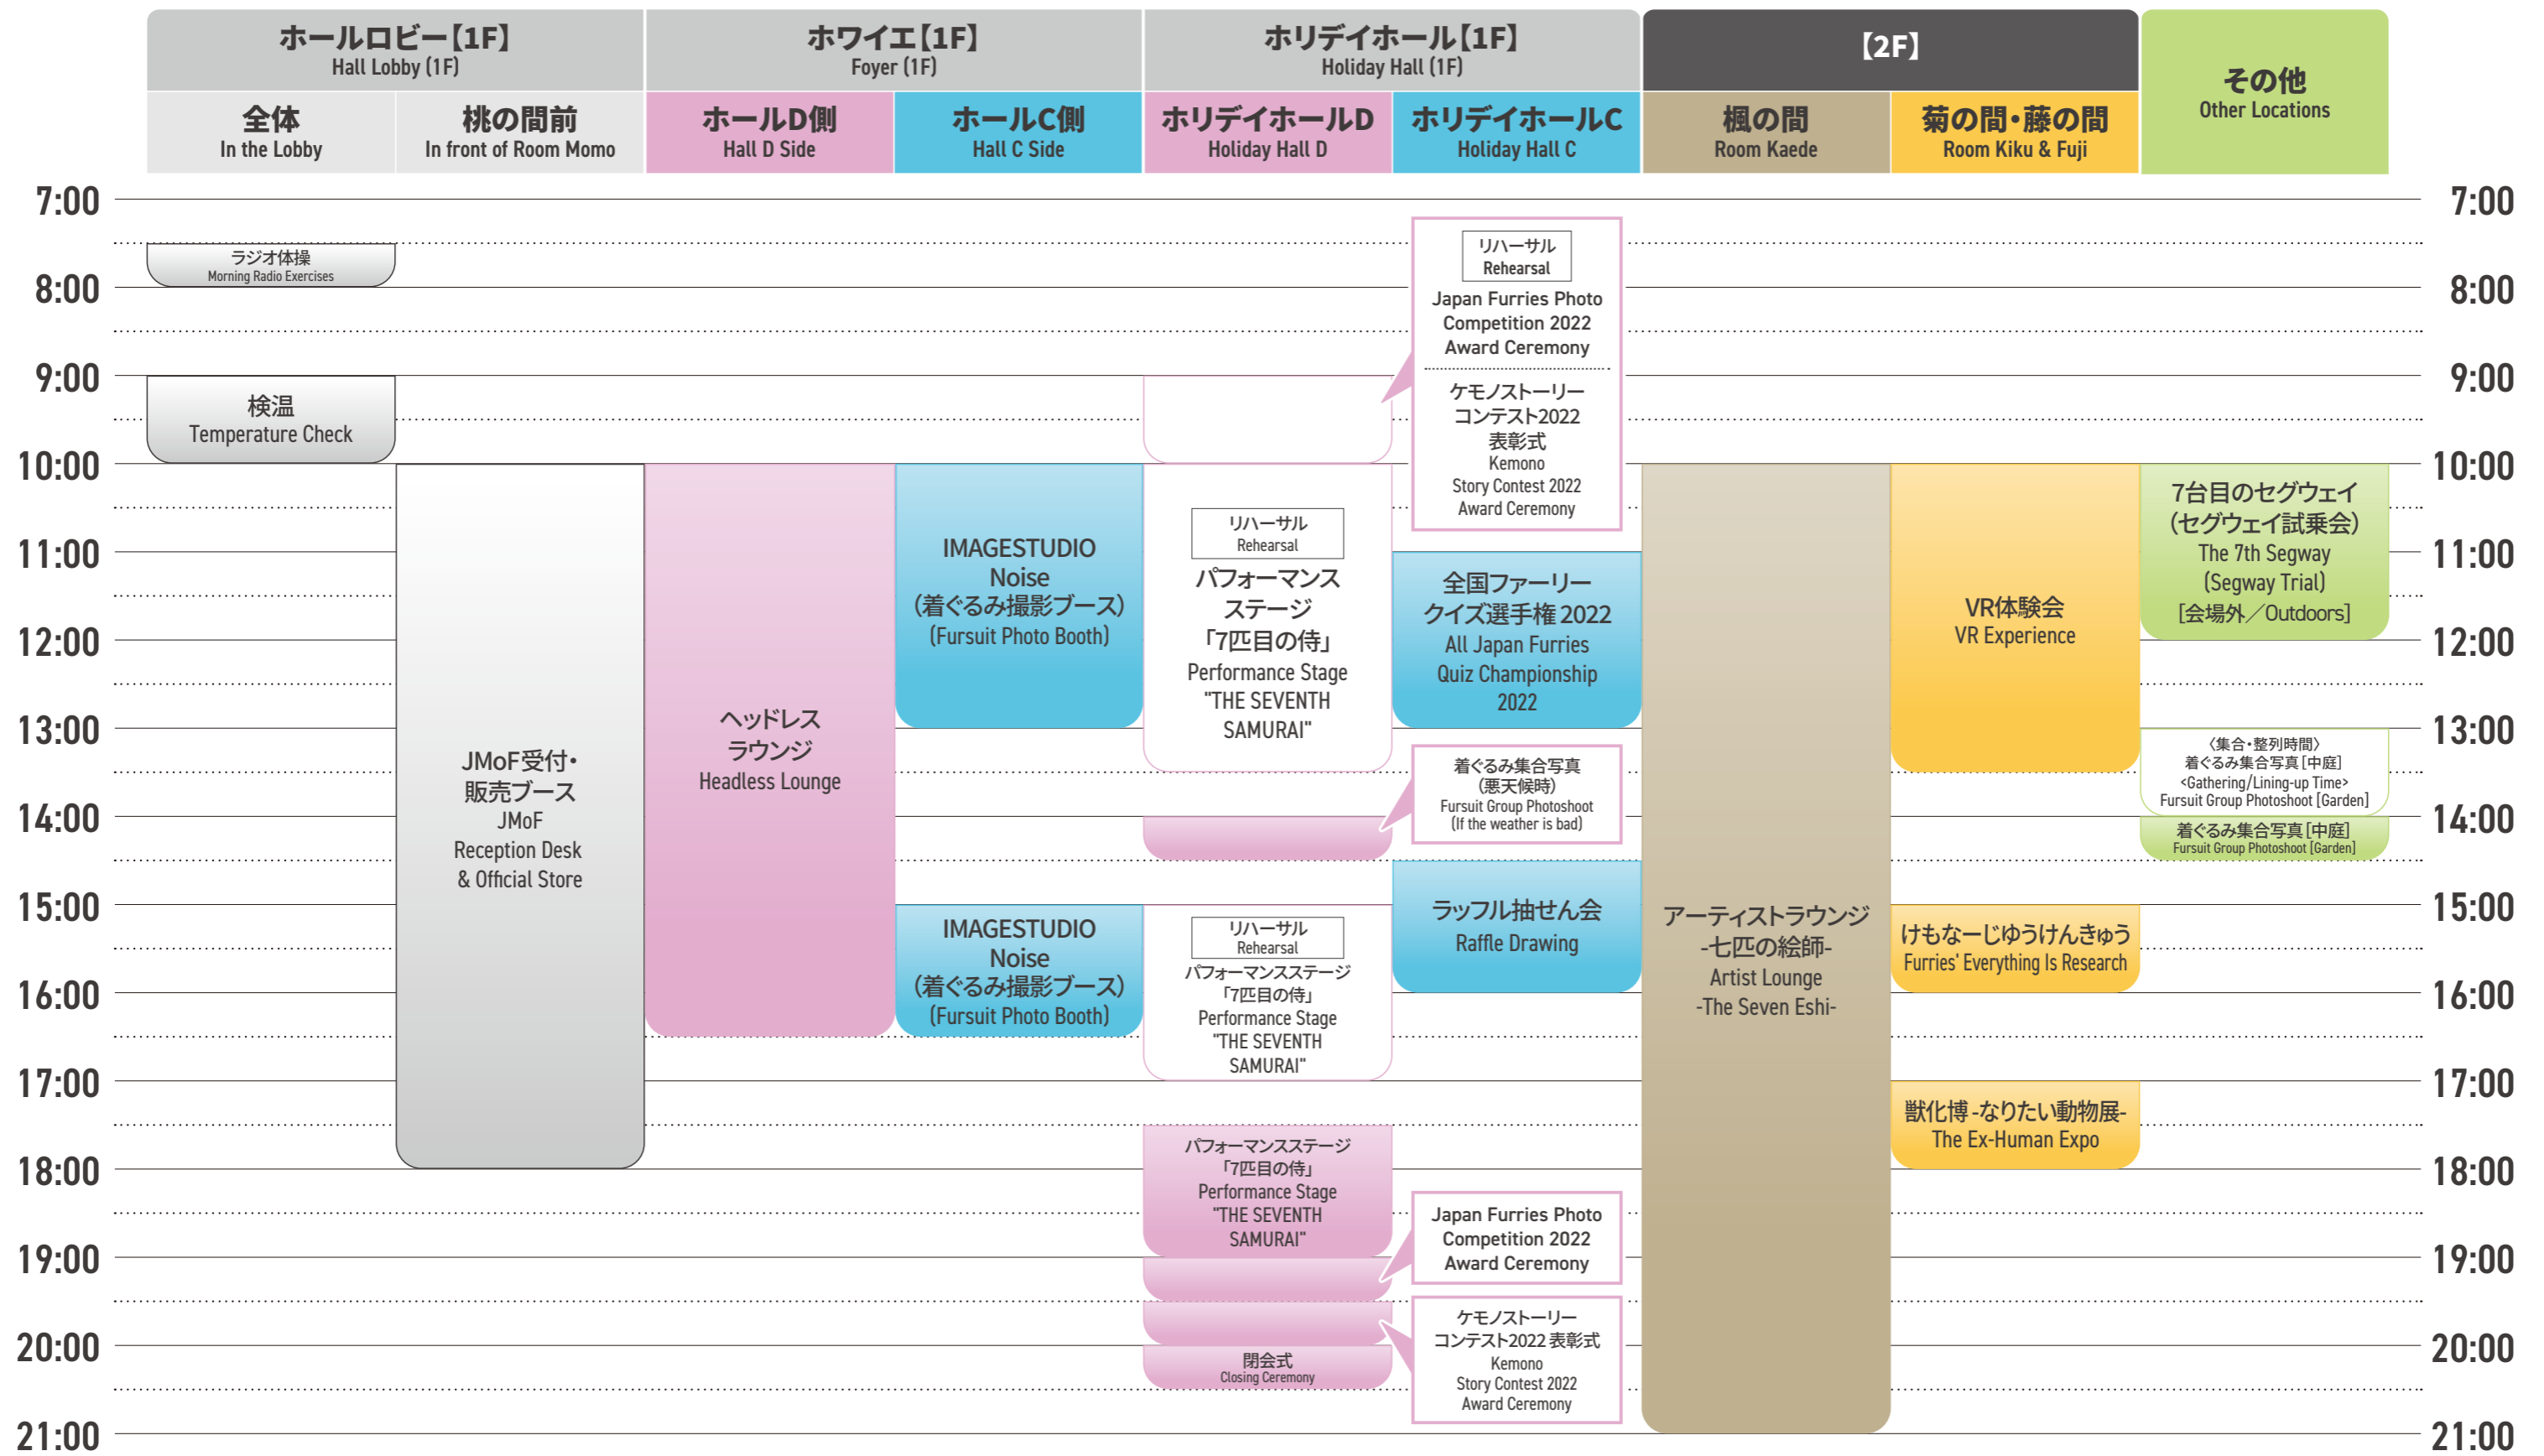 ホールロビー【1F】
Hall Lobby (1F)
ホワイエ【1F】
Foyer (1F)
ホリデイホール【1F】
Holiday Hall (1F)
【2F】
その他
Other Locations
全体
In the Lobby
桃の間前
In front of Room Momo
ホールD側
Hall D Side
ホールC側
Hall C Side
ホリデイホールD
Holiday Hall D
ホリデイホールC
Holiday Hall C
楓の間
Room Kaede
菊の間・藤の間
Room Kiku & Fuji
7:00
8:00
9:00
10:00
11:00
12:00
13:00
14:00
15:00
16:00
17:00
18:00
19:00
20:00
21:00
ラジオ体操
Morning Radio Exercises
検温
Temperature Check
JMoF受付・
販売ブース
JMoF
Reception Desk
& Official Store
ヘッドレス
ラウンジ
Headless Lounge
IMAGESTUDIO
Noise
（着ぐるみ撮影ブース）
(Fursuit Photo Booth)
IMAGESTUDIO
Noise
（着ぐるみ撮影ブース）
(Fursuit Photo Booth)
リハーサル
Rehearsal
パフォーマンス
ステージ
「7匹目の侍」
Performance Stage
"THE SEVENTH
SAMURAI"
リハーサル
Rehearsal
パフォーマンスステージ
「7匹目の侍」
Performance Stage
"THE SEVENTH
SAMURAI"
パフォーマンスステージ
「7匹目の侍」
Performance Stage
"THE SEVENTH
SAMURAI"
閉会式
Closing Ceremony
リハーサル
Rehearsal
Japan Furries Photo
Competition 2022
Award Ceremony
ケモノストーリー
コンテスト2022
表彰式
Kemono
Story Contest 2022
Award Ceremony
全国ファーリー
クイズ選手権 2022
All Japan Furries
Quiz Championship
2022
着ぐるみ集合写真
（悪天候時）
Fursuit Group Photoshoot
(If the weather is bad)
ラッフル抽せん会
Raffle Drawing
Japan Furries Photo
Competition 2022
Award Ceremony
ケモノストーリー
コンテスト2022 表彰式
Kemono
Story Contest 2022
Award Ceremony
アーティストラウンジ
-七匹の絵師-
Artist Lounge
-The Seven Eshi-
VR体験会
VR Experience
けもなーじゆうけんきゅう
Furries' Everything Is Research
獣化博 -なりたい動物展-
The Ex-Human Expo
7台目のセグウェイ
（セグウェイ試乗会）
The 7th Segway
(Segway Trial)
［会場外／Outdoors］
〈集合・整列時間〉
着ぐるみ集合写真［中庭］
<Gathering/Lining-up Time>
Fursuit Group Photoshoot [Garden]
着ぐるみ集合写真［中庭］
Fursuit Group Photoshoot [Garden]
7:00
8:00
9:00
10:00
11:00
12:00
13:00
14:00
15:00
16:00
17:00
18:00
19:00
20:00
21:00